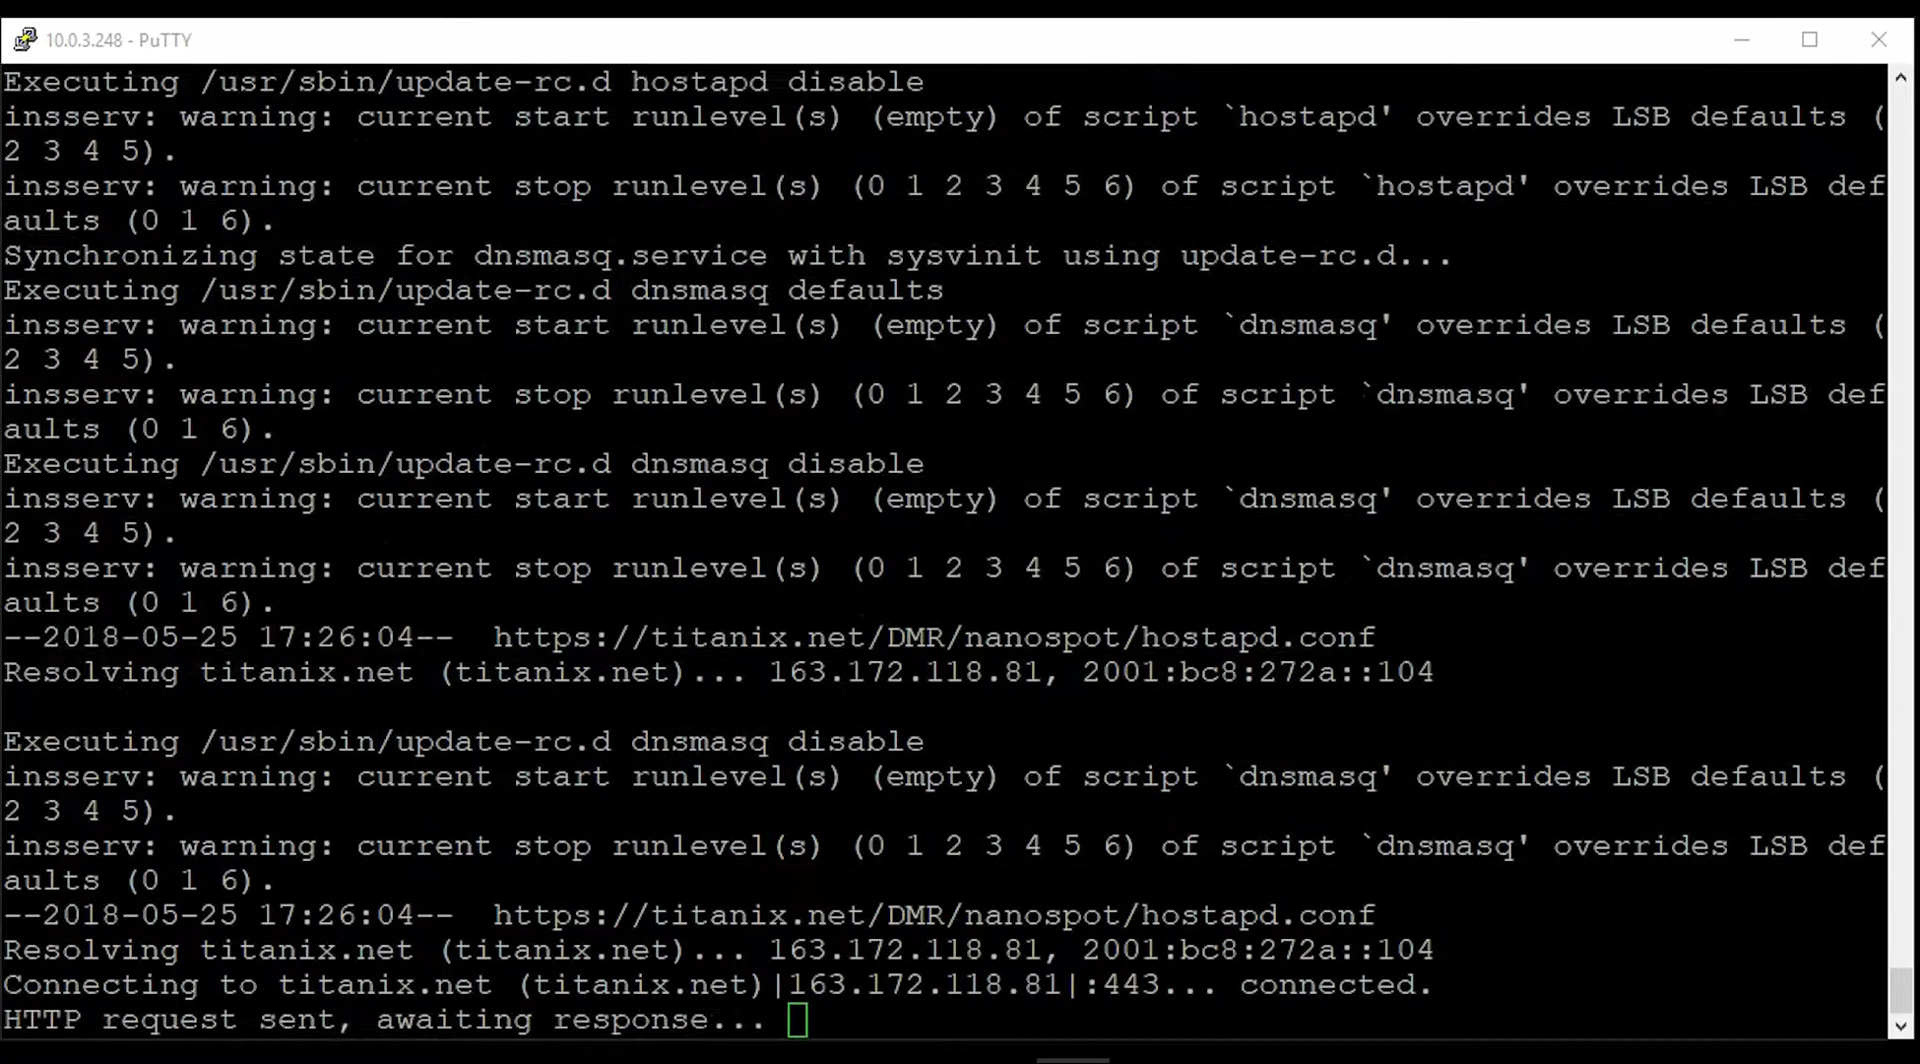 10.0.3.248 - PuTTY
Executing /usr/sbin/update-rc.d hostapd disable
insserv: warning: current start runlevel(s) (empty) of script `hostapd' overrides LSB defaults (
2 3 4 5).
insserv: warning: current stop runlevel(s) (0 1 2 3 4 5 6) of script `hostapd' overrides LSB def
aults (0 1 6).
Synchronizing state for dnsmasq.service with sysvinit using update-rc.d...
Executing /usr/sbin/update-rc.d dnsmasq defaults
insserv: warning: current start runlevel(s) (empty) of script `dnsmasq' overrides LSB defaults (
2 3 4 5).
insserv: warning: current stop runlevel(s) (0 1 2 3 4 5 6) of script `dnsmasq' overrides LSB def
aults (0 1 6).
Executing /usr/sbin/update-rc.d dnsmasq disable
insserv: warning: current start runlevel(s) (empty) of script `dnsmasq' overrides LSB defaults (
2 3 4 5).
insserv: warning: current stop runlevel(s) (0 1 2 3 4 5 6) of script `dnsmasq' overrides LSB def
aults (0 1 6).
--2018-05-25 17:26:04--  https://titanix.net/DMR/nanospot/hostapd.conf
Resolving titanix.net (titanix.net)... 163.172.118.81, 2001:bc8:272a::104
Executing /usr/sbin/update-rc.d dnsmasq disable
insserv: warning: current start runlevel(s) (empty) of script `dnsmasq' overrides LSB defaults (
2 3 4 5).
insserv: warning: current stop runlevel(s) (0 1 2 3 4 5 6) of script `dnsmasq' overrides LSB def
aults (0 1 6).
--2018-05-25 17:26:04--  https://titanix.net/DMR/nanospot/hostapd.conf
Resolving titanix.net (titanix.net)... 163.172.118.81, 2001:bc8:272a::104
Connecting to titanix.net (titanix.net)|163.172.118.81|:443... connected.
HTTP request sent, awaiting response...